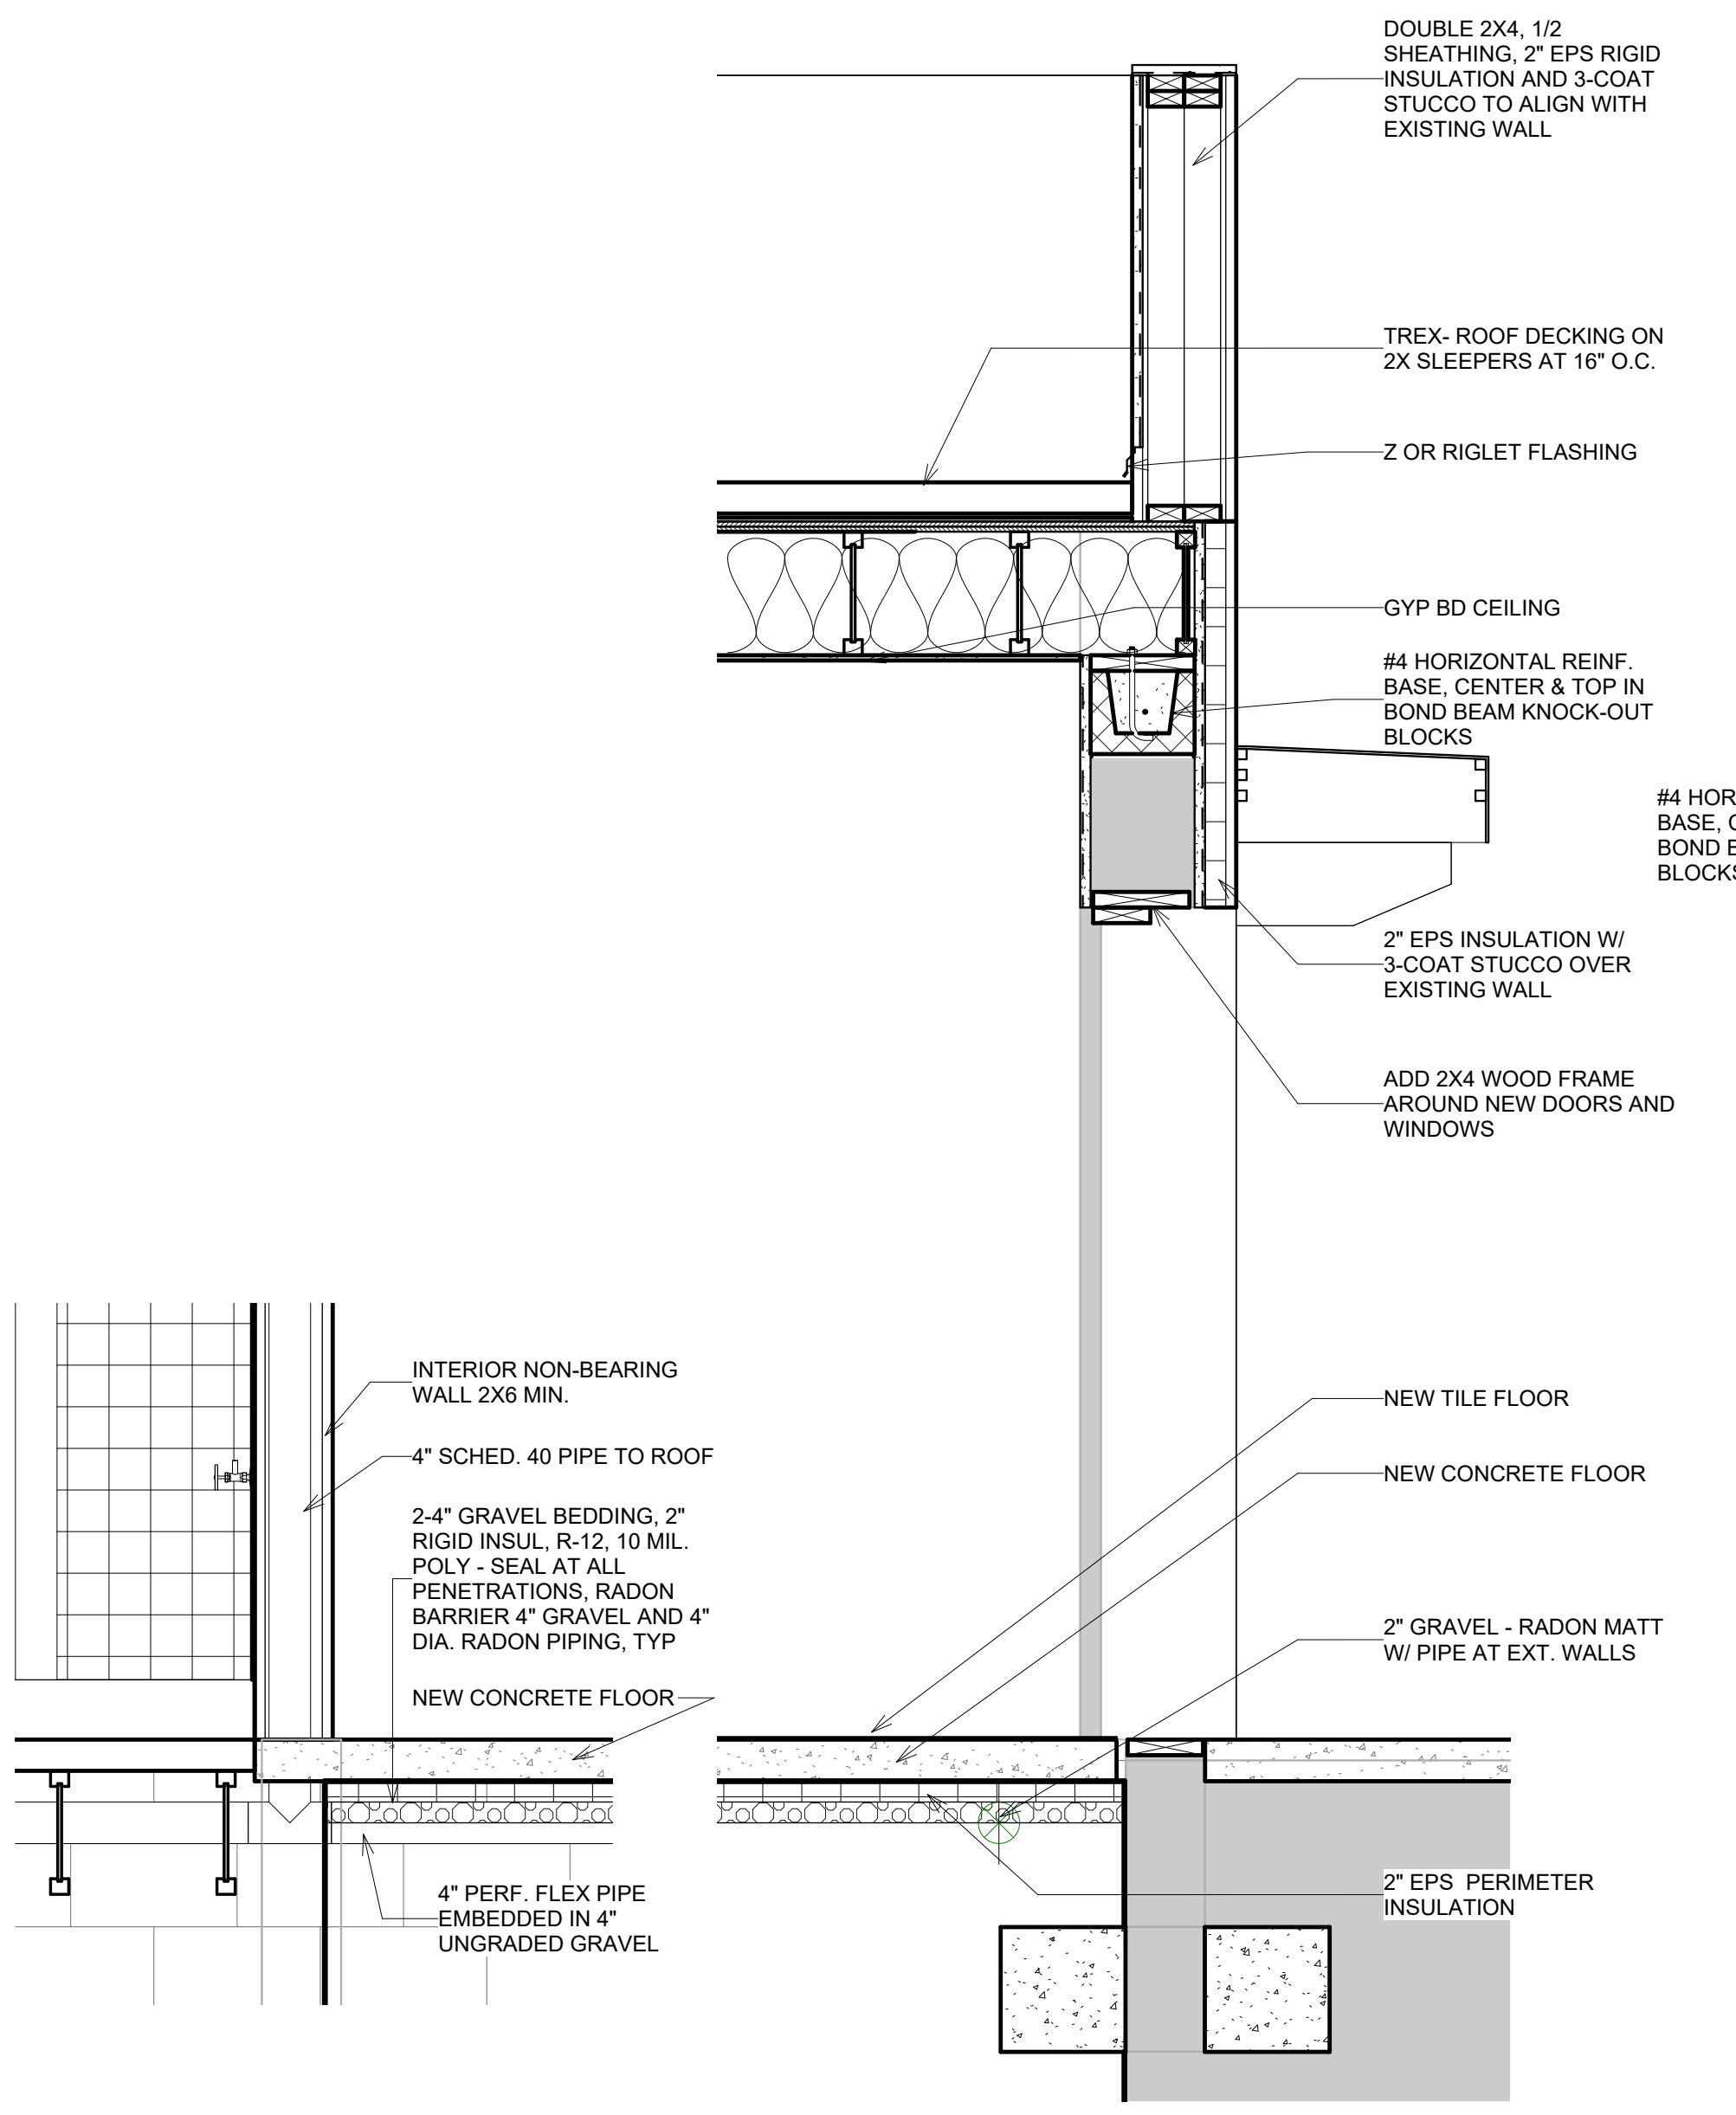 DOUBLE 2X4, 1/2
SHEATHING, 2" EPS RIGID
INSULATION AND 3-COAT
STUCCO TO ALIGN WITH
EXISTING WALL
TREX- ROOF DECKING ON
2X SLEEPERS AT 16" O.C.
Z OR RIGLET FLASHING
GYP BD CEILING
#4 HORIZONTAL REINF.
BASE, CENTER & TOP IN
BOND BEAM KNOCK-OUT
BLOCKS
#4 HOR
BASE,
BOND
BLOCKS
2" EPS INSULATION W/
3-COAT STUCCO OVER
EXISTING WALL
ADD 2X4 WOOD FRAME
AROUND NEW DOORS AND
WINDOWS
INTERIOR NON-BEARING
WALL 2X6 MIN.
4" SCHED. 40 PIPE TO ROOF
2-4" GRAVEL BEDDING, 2"
RIGID INSUL, R-12, 10 MIL.
POLY - SEAL AT ALL
PENETRATIONS, RADON
BARRIER 4" GRAVEL AND 4"
DIA. RADON PIPING, TYP
NEW CONCRETE FLOOR
4" PERF. FLEX PIPE
EMBEDDED IN 4"
UNGRADED GRAVEL
NEW TILE FLOOR
NEW CONCRETE FLOOR
2" GRAVEL - RADON MATT
W/ PIPE AT EXT. WALLS
2" EPS PERIMETER
INSULATION